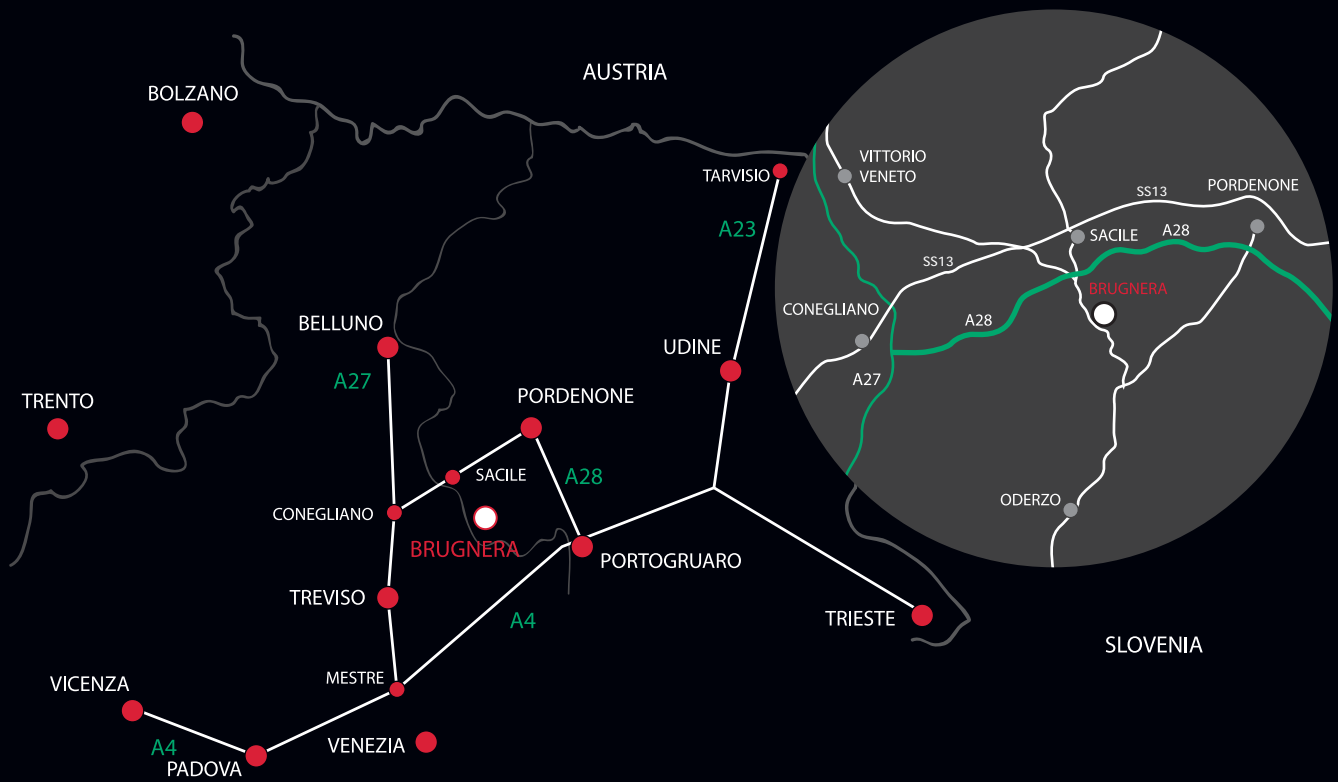 AUSTRIA
BOLZANO
TARVISIO
A23
BELLUNO
A27
UDINE
TRENTO
PORDENONE
SACILE
A28
CONEGLIANO
BRUGNERA
PORTOGRUARO
TREVISO
A4
TRIESTE
SLOVENIA
MESTRE
VICENZA
A4
VENEZIA
PADOVA
VITTORIO
VENETO
SS13
PORDENONE
SACILE
A28
SS13
BRUGNERA
CONEGLIANO
A28
A27
ODERZO